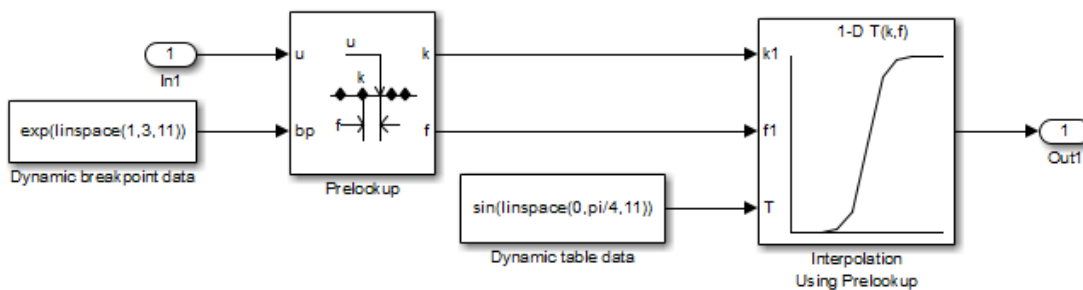 1
In1
exp(linspace(1,3,11))
Dynamic breakpoint data
u
bp
u
k
f
k
f
Prelookup
sin(linspace(0,pi/4,11))
Dynamic table data
1-D T(k,f)
k1
f1
T
Interpolation
Using Prelookup
1
Out1